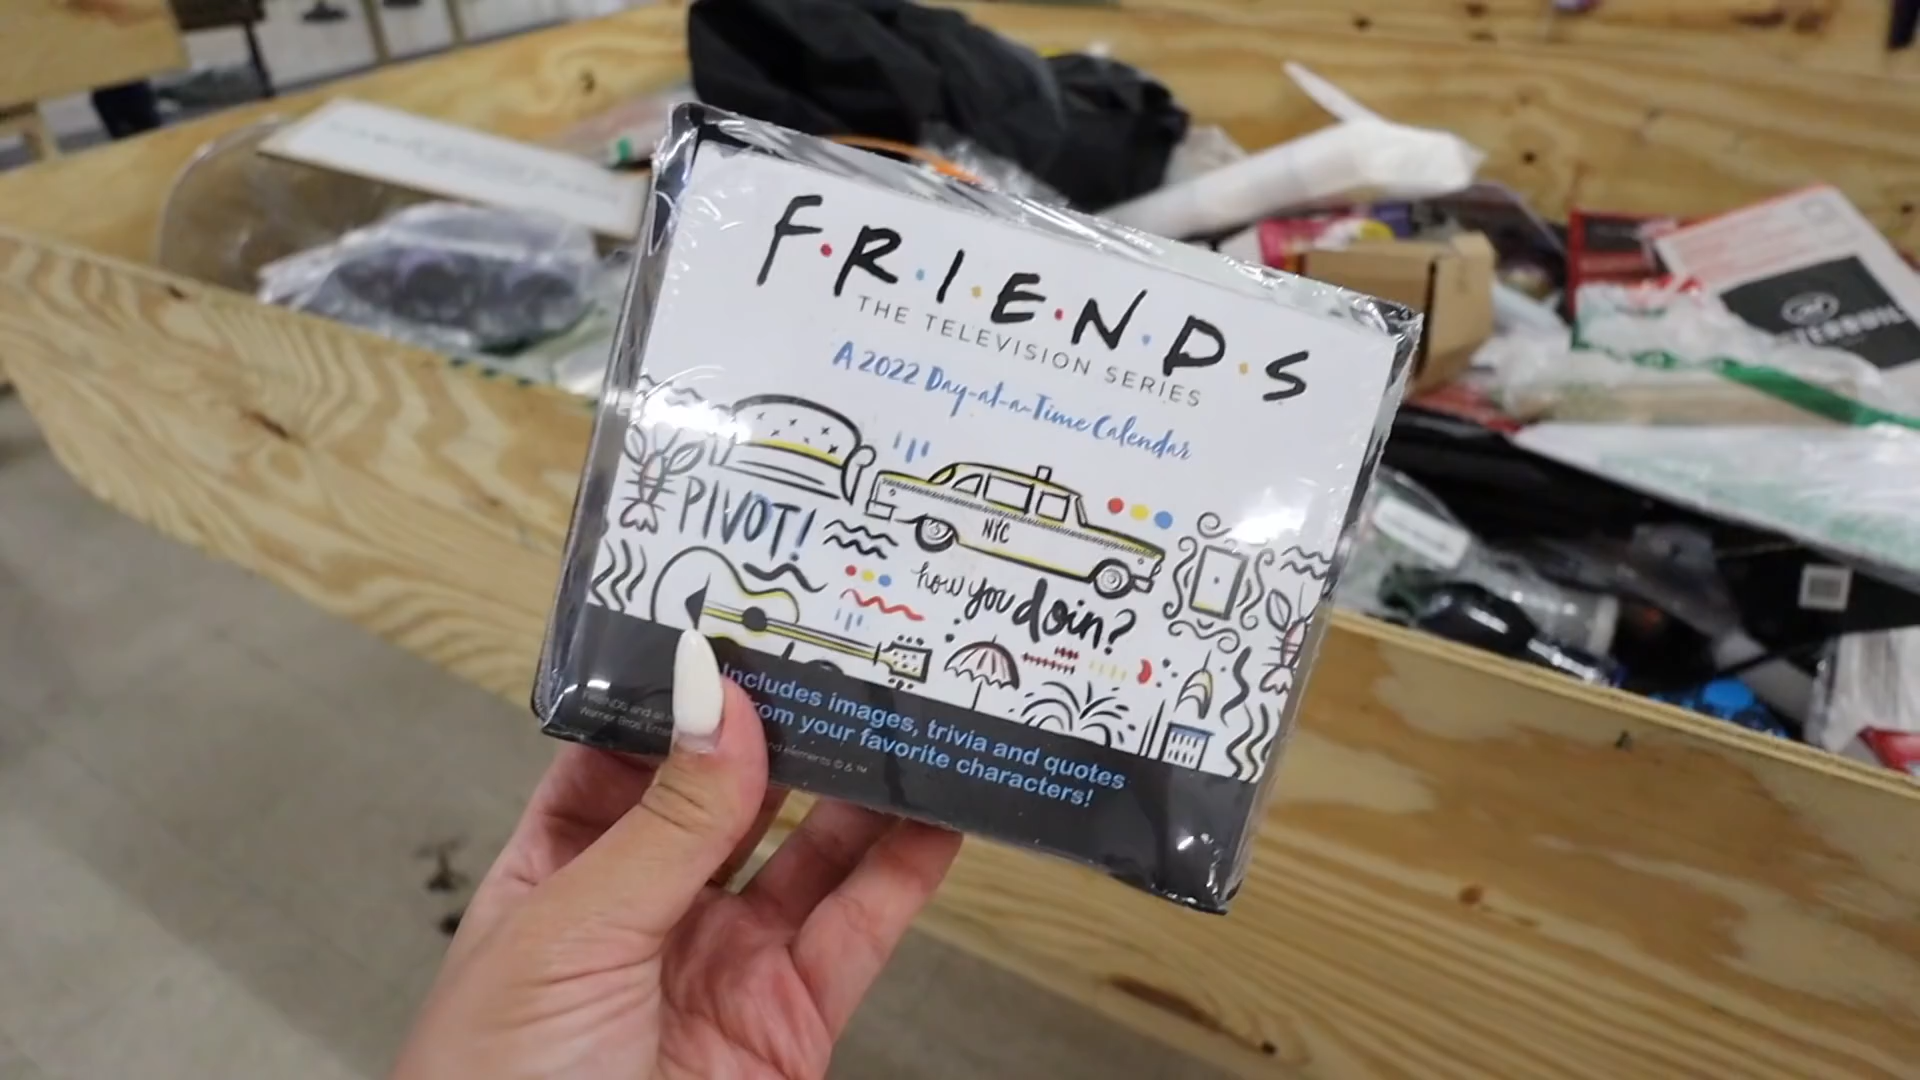 F.R.I.E.N.D.S
THE TELEVISION SERIES
A 2022 Day-at-a-Time Calendar
PIVOT!
NYC
how you doin?
Includes images, trivia and quotes
from your favorite characters!